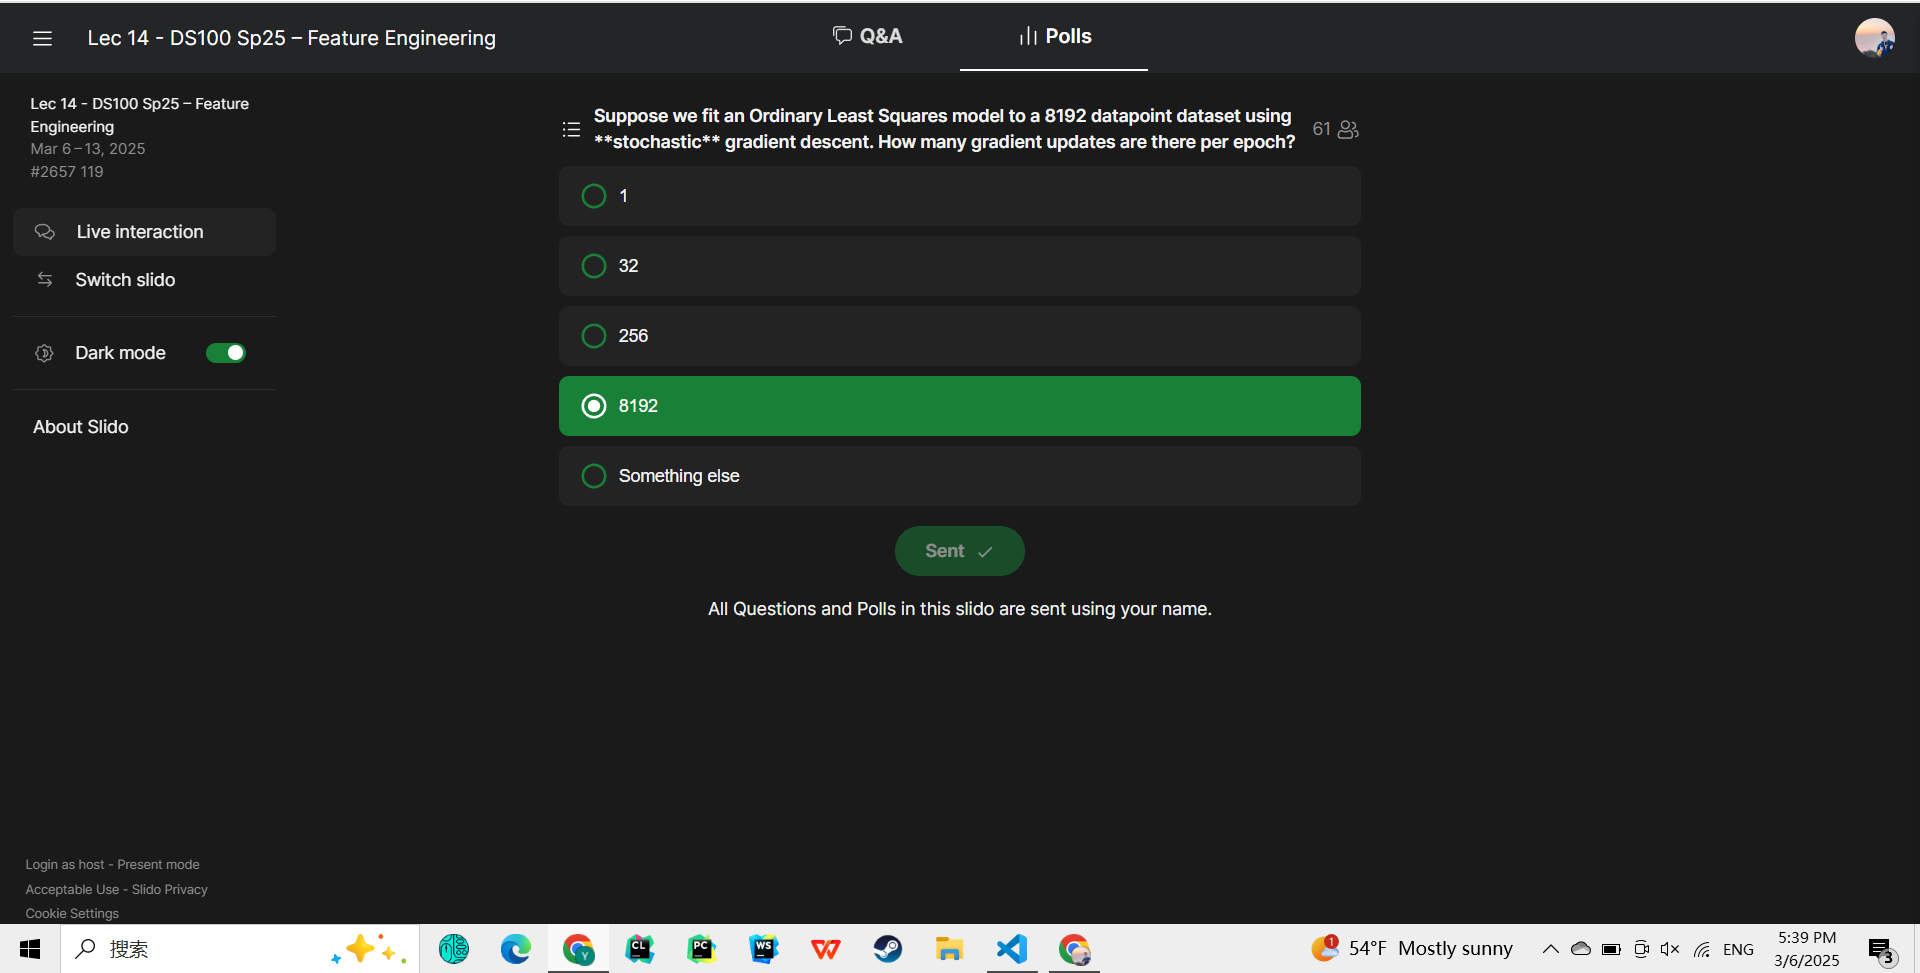 Lec 14 - DS100 Sp25 – Feature Engineering
Q&A
Polls
Lec 14 - DS100 Sp25 – Feature
Engineering
Mar 6 – 13, 2025
#2657 119
Live interaction
Switch slido
Dark mode
About Slido
Suppose we fit an Ordinary Least Squares model to a 8192 datapoint dataset using
**stochastic** gradient descent. How many gradient updates are there per epoch?
61
1
32
256
8192
Something else
Sent
All Questions and Polls in this slido are sent using your name.
Login as host - Present mode
Acceptable Use - Slido Privacy
Cookie Settings
搜索
Y
CL
PC
WS
1
54°F Mostly sunny
ENG
5:39 PM
3/6/2025
3